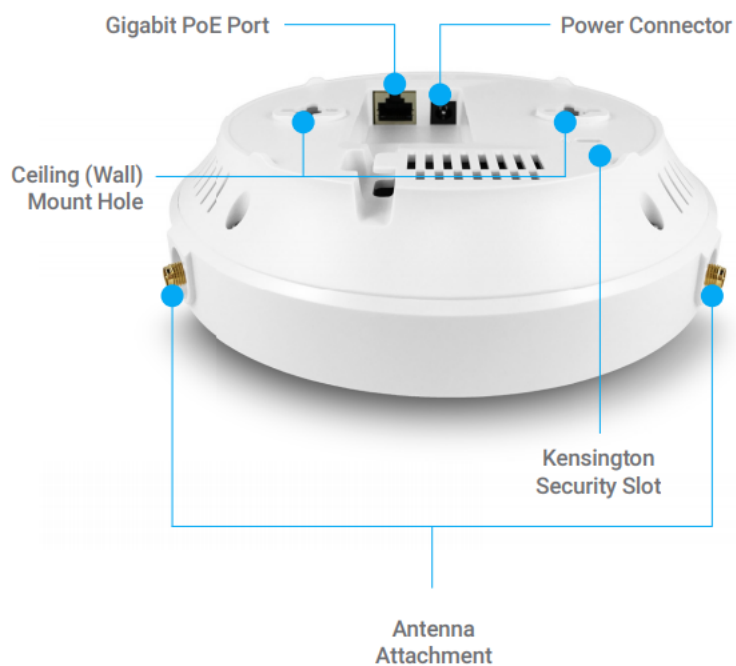 Gigabit PoE Port
Power Connector
Ceiling (Wall)
Mount Hole
Kensington
Security Slot
Antenna
Attachment